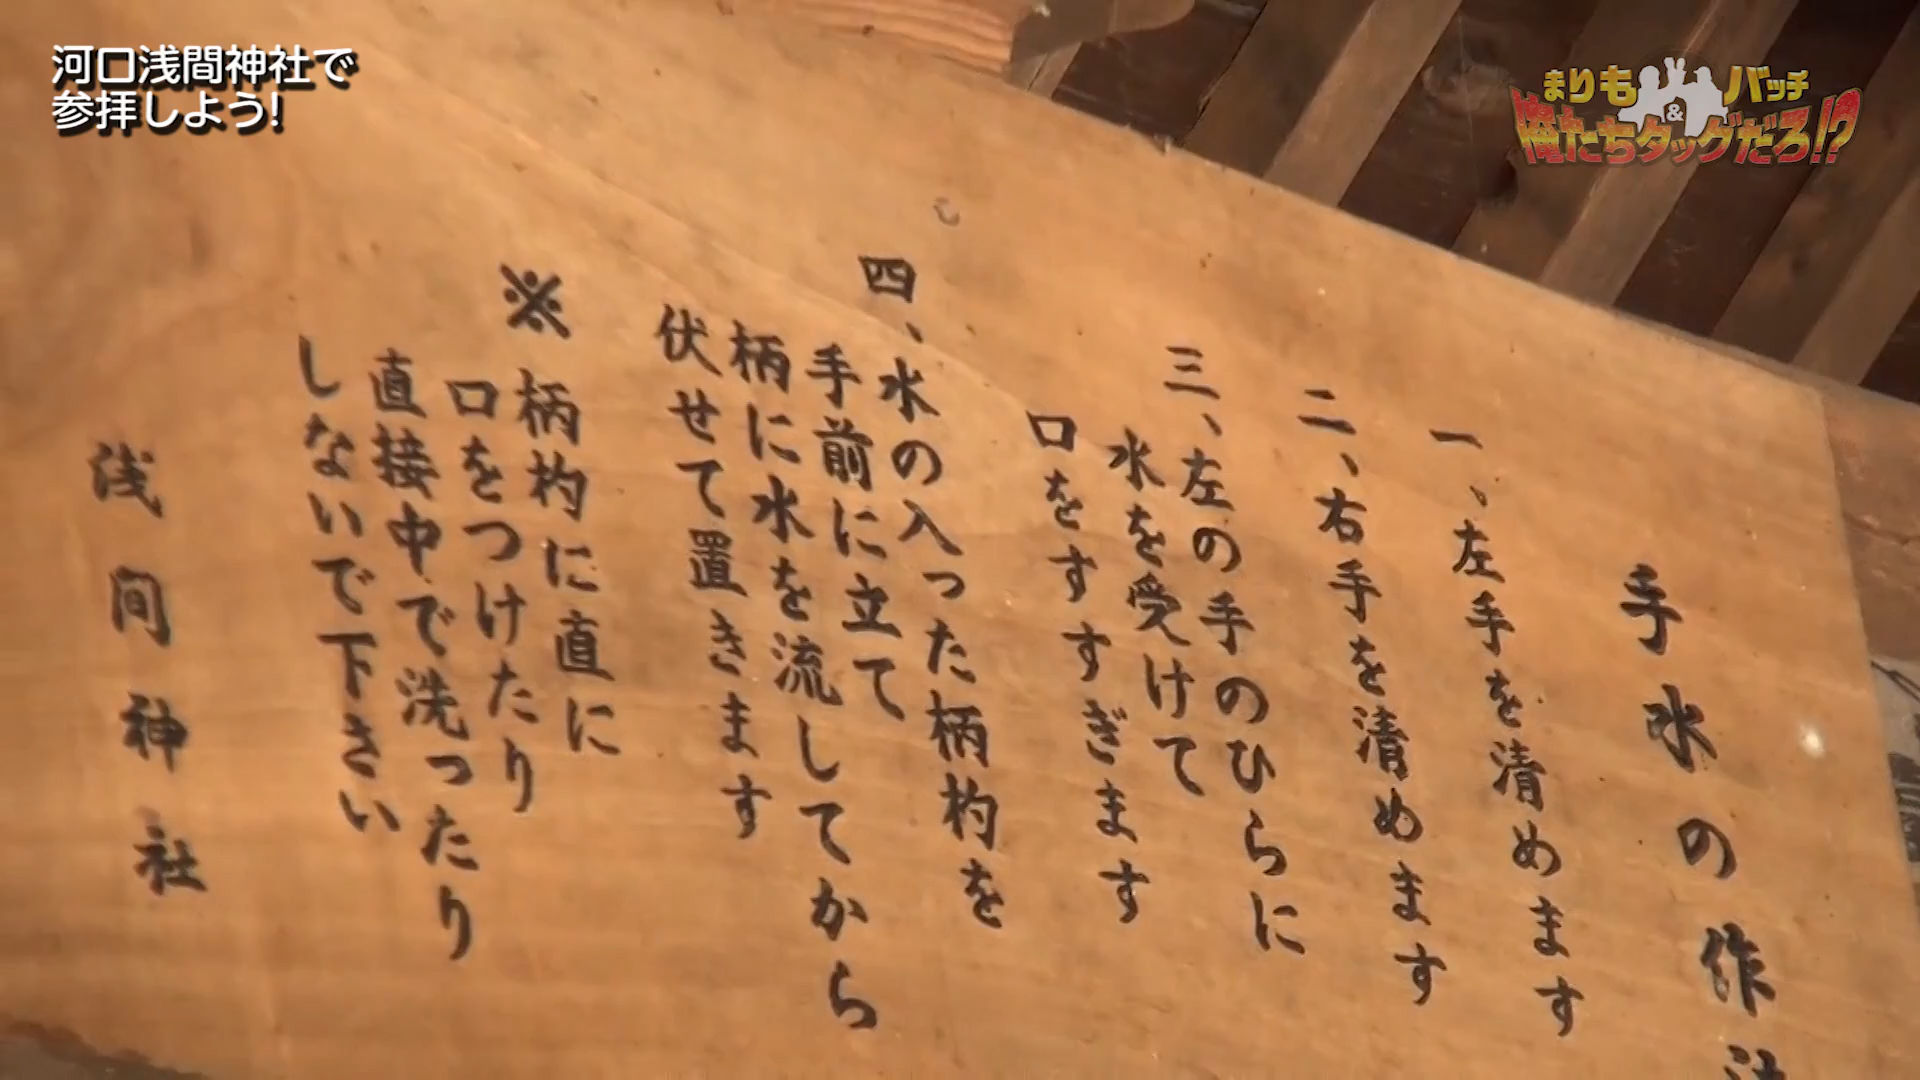 河口浅間神社で
参拝しよう!
まりも&バッチ
俺たちタッグだろ!?
手水の作法
一、左手を清めます
二、右手を清めます
三、左の手のひらに
水を受けて
口をすすぎます
四、水の入った柄杓を
手前に立て
柄に水を流してから
伏せて置きます
※柄杓に直に
口をつけたり
直接中で洗ったり
しないで下さい
浅间神社